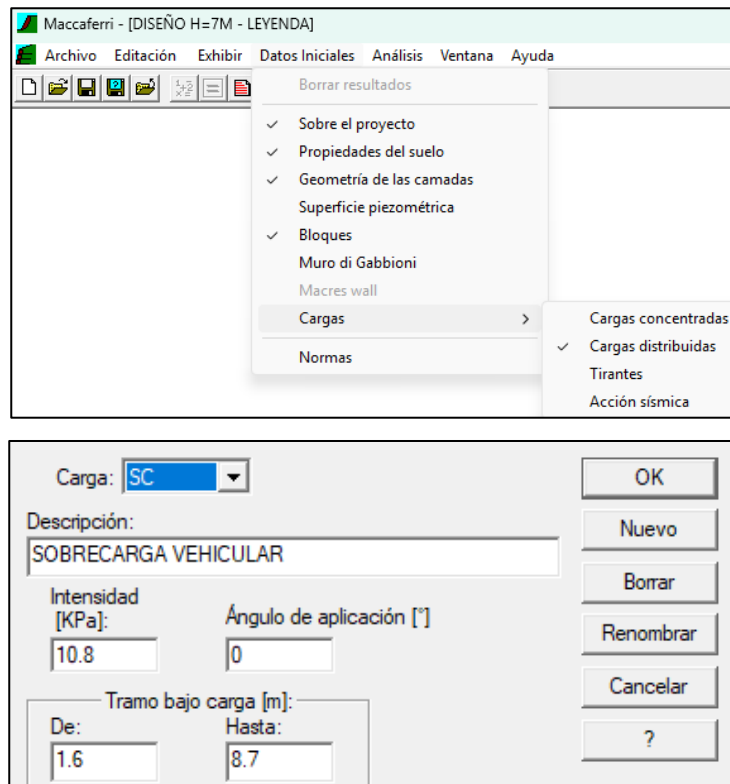 Maccaferri - [DISEÑO H=7M - LEYENDA]
Archivo Editación Exhibir Datos Iniciales Análisis Ventana Ayuda
Borrar resultados
Sobre el proyecto
Propiedades del suelo
Geometría de las camadas
Superficie piezométrica
Bloques
Muro di Gabbioni
Macres wall
Cargas
Normas
Cargas concentradas
Cargas distribuidas
Tirantes
Acción sísmica
Carga: SC
OK
Descripción:
Nuevo
SOBRECARGA VEHICULAR
Borrar
Intensidad
[KPa]:
Ángulo de aplicación [°]
Renombrar
10.8 0
Cancelar
Tramo bajo carga [m]:
De: Hasta:
?
1.6 8.7